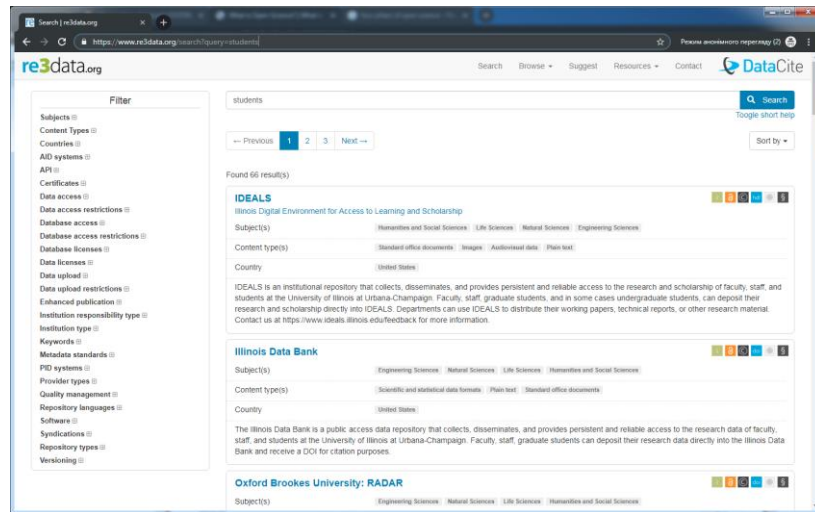 Search | re3data.org
https://www.re3data.org/search?query=students
Режим анонімного перегляду (2)
re3data.org
Search Browse Suggest Resources Contact
DataCite
Filter
Subjects
Content Types
Countries
AID systems
API
Certificates
Data access
Data access restrictions
Database access
Database access restrictions
Database licenses
Data licenses
Data upload
Data upload restrictions
Enhanced publication
Institution responsibility type
Institution type
Keywords
Metadata standards
PID systems
Provider types
Quality management
Repository languages
Software
Syndications
Repository types
Versioning
students
Search
Toogle short help
← Previous 1 2 3 Next →
Sort by
Found 66 result(s)
IDEALS
Illinois Digital Environment for Access to Learning and Scholarship
Subject(s) Humanities and Social Sciences Life Sciences Natural Sciences Engineering Sciences
Content type(s) Standard office documents Images Audiovisual data Plain text
Country United States
IDEALS is an institutional repository that collects, disseminates, and provides persistent and reliable access to the research and scholarship of faculty, staff, and
students at the University of Illinois at Urbana-Champaign. Faculty, staff, graduate students, and in some cases undergraduate students, can deposit their
research and scholarship directly into IDEALS. Departments can use IDEALS to distribute their working papers, technical reports, or other research material.
Contact us at https://www.ideals.illinois.edu/feedback for more information.
Illinois Data Bank
Subject(s) Engineering Sciences Natural Sciences Life Sciences Humanities and Social Sciences
Content type(s) Scientific and statistical data formats Plain text Standard office documents
Country United States
The Illinois Data Bank is a public access data repository that collects, disseminates, and provides persistent and reliable access to the research data of faculty,
staff, and students at the University of Illinois at Urbana-Champaign. Faculty, staff, graduate students can deposit their research data directly into the Illinois Data
Bank and receive a DOI for citation purposes.
Oxford Brookes University: RADAR
Subject(s) Engineering Sciences Natural Sciences Life Sciences Humanities and Social Sciences